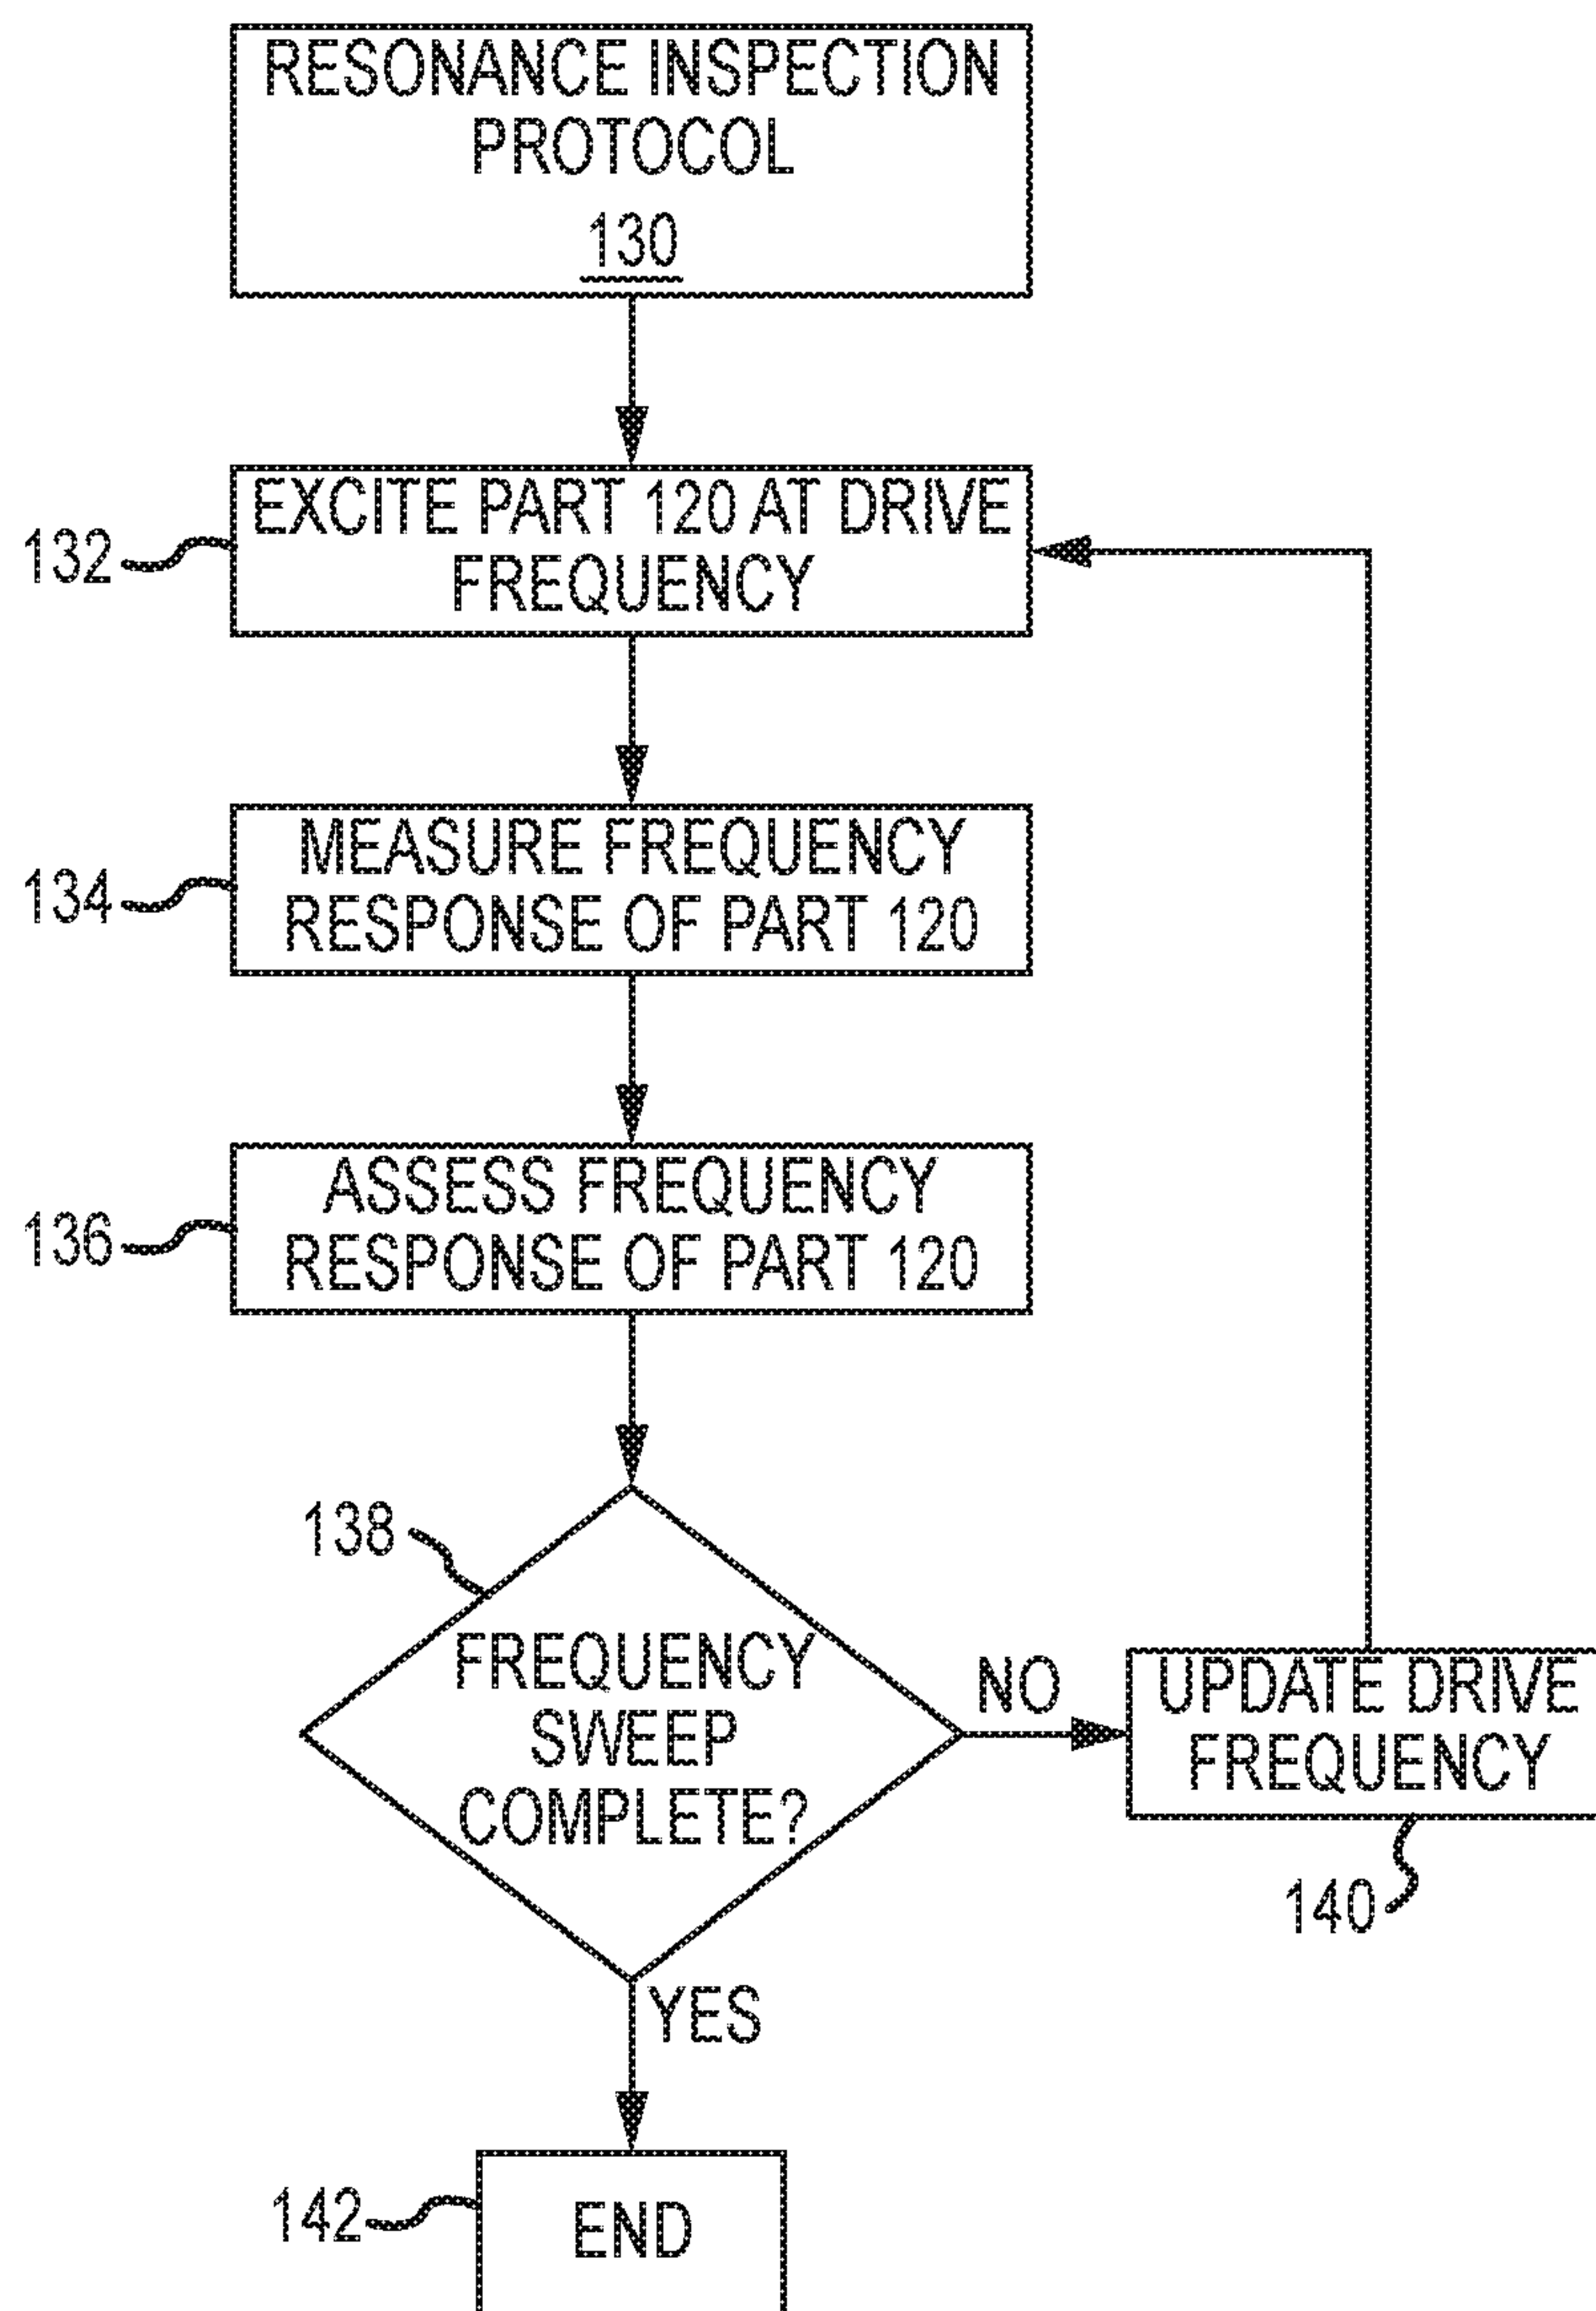 RESONANCE INSPECTION
PROTOCOL
130
EXCITE PART 120 AT DRIVE
FREQUENCY
132
MEASURE FREQUENCY
RESPONSE OF PART 120
134
ASSESS FREQUENCY
RESPONSE OF PART 120
136
138
FREQUENCY
SWEEP
COMPLETE?
NO
UPDATE DRIVE
FREQUENCY
140
YES
142
END